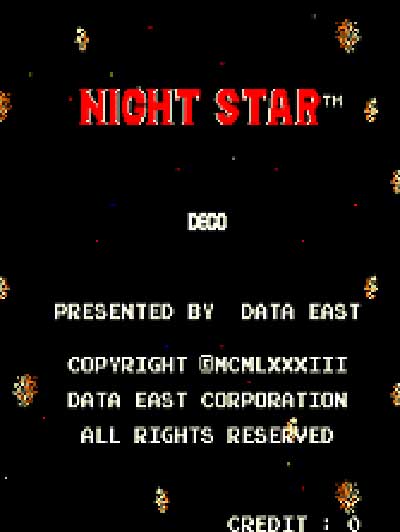 NIGHT STAR™
DECO
PRESENTED BY DATA EAST
COPYRIGHT ©MCMLXXXIII
DATA EAST CORPORATION
ALL RIGHTS RESERVED
CREDIT : 0